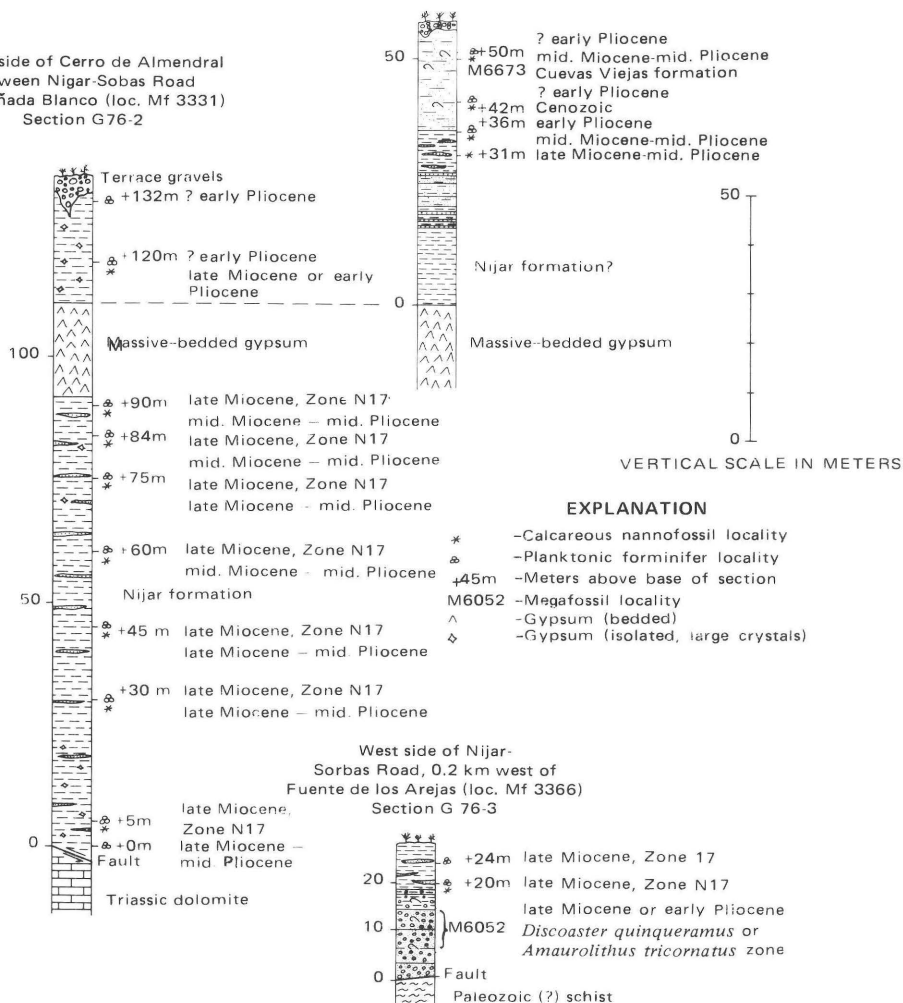 side of Cerro de Almendral
ween Nigar-Sobas Road
ñada Blanco (loc. Mf 3331)
Section G76-2
Terrace gravels
+132m ? early Pliocene
+120m ? early Pliocene
late Miocene or early
Pliocene
Massive-bedded gypsum
100
+90m late Miocene, Zone N17
mid. Miocene – mid. Pliocene
+84m late Miocene, Zone N17
mid. Miocene – mid. Pliocene
+75m late Miocene, Zone N17
late Miocene - mid. Pliocene
+60m late Miocene, Zone N17
mid. Miocene - mid. Pliocene
Nijar formation
50
+45 m late Miocene, Zone N17
late Miocene – mid. Pliocene
+30 m late Miocene, Zone N17
late Miocene – mid. Pliocene
+5m late Miocene,
Zone N17
0
+0m late Miocene –
mid. Pliocene
Fault
Triassic dolomite
50
? early Pliocene
+50m mid. Miocene-mid. Pliocene
M6673 Cuevas Viejas formation
? early Pliocene
+42m Cenozoic
+36m early Pliocene
mid. Miocene-mid. Pliocene
+31m late Miocene-mid. Pliocene
Nijar formation?
0
Massive-bedded gypsum
50
0
VERTICAL SCALE IN METERS
EXPLANATION
-Calcareous nannofossil locality
-Planktonic forminifer locality
+45m -Meters above base of section
M6052 -Megafossil locality
-Gypsum (bedded)
-Gypsum (isolated, large crystals)
West side of Nijar-
Sorbas Road, 0.2 km west of
Fuente de los Arejas (loc. Mf 3366)
Section G 76-3
+24m late Miocene, Zone 17
20
+20m late Miocene, Zone N17
late Miocene or early Pliocene
10
M6052 Discoaster quinqueramus or
Amaurolithus tricornatus zone
0
Fault
Paleozoic (?) schist